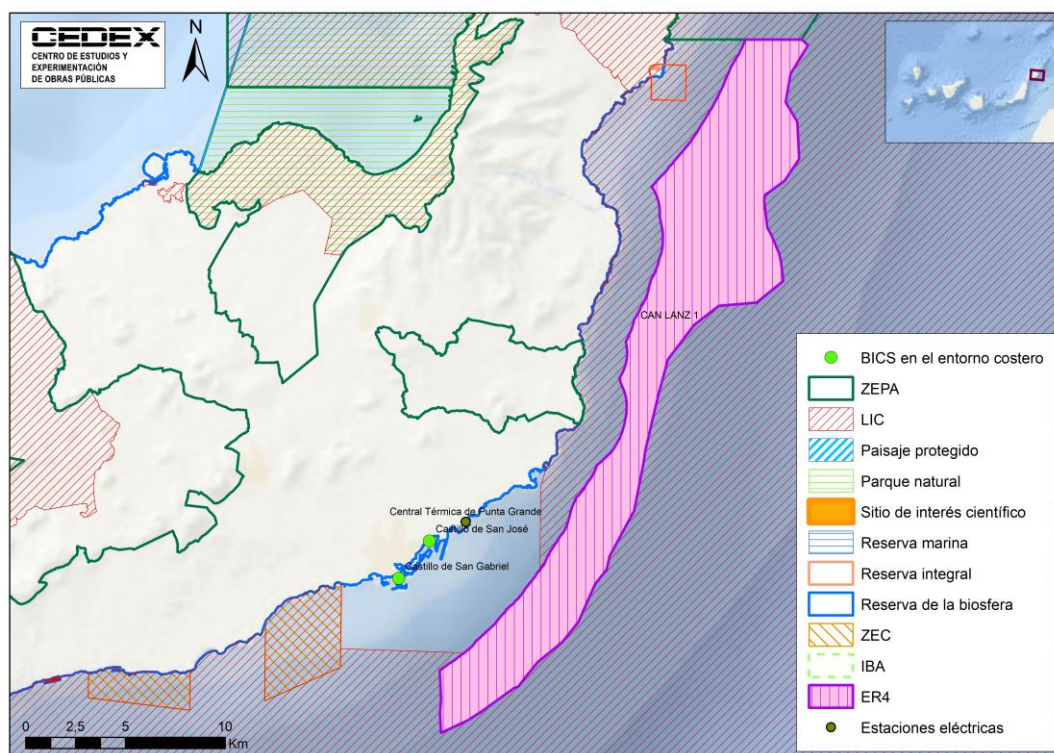 CEDEX
CENTRO DE ESTUDIOS Y
EXPERIMENTACIÓN
DE OBRAS PÚBLICAS
N
CAN LANZ 1
Central Térmica de Punta Grande
Castillo de San José
Castillo de San Gabriel
BICS en el entorno costero
ZEPA
LIC
Paisaje protegido
Parque natural
Sitio de interés científico
Reserva marina
Reserva integral
Reserva de la biosfera
ZEC
IBA
ER4
Estaciones eléctricas
0 2,5 5 10
Km